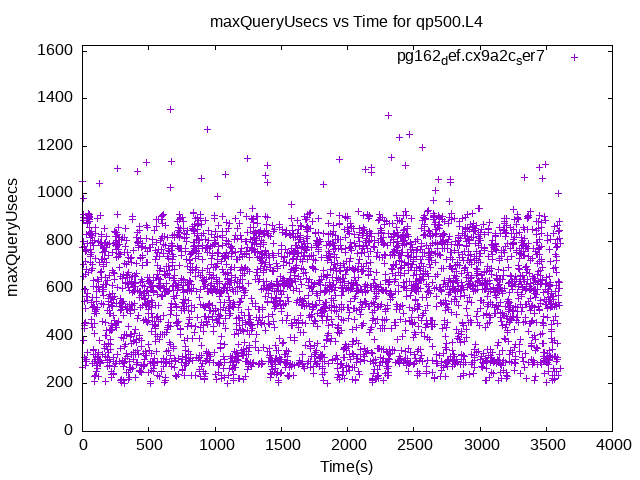 maxQueryUsecs vs Time for qp500.L4
pg162def.cx9a2cser7
1600
1400
1200
1000
800
600
400
200
0
maxQueryUsecs
0 500 1000 1500 2000 2500 3000 3500 4000
Time(s)